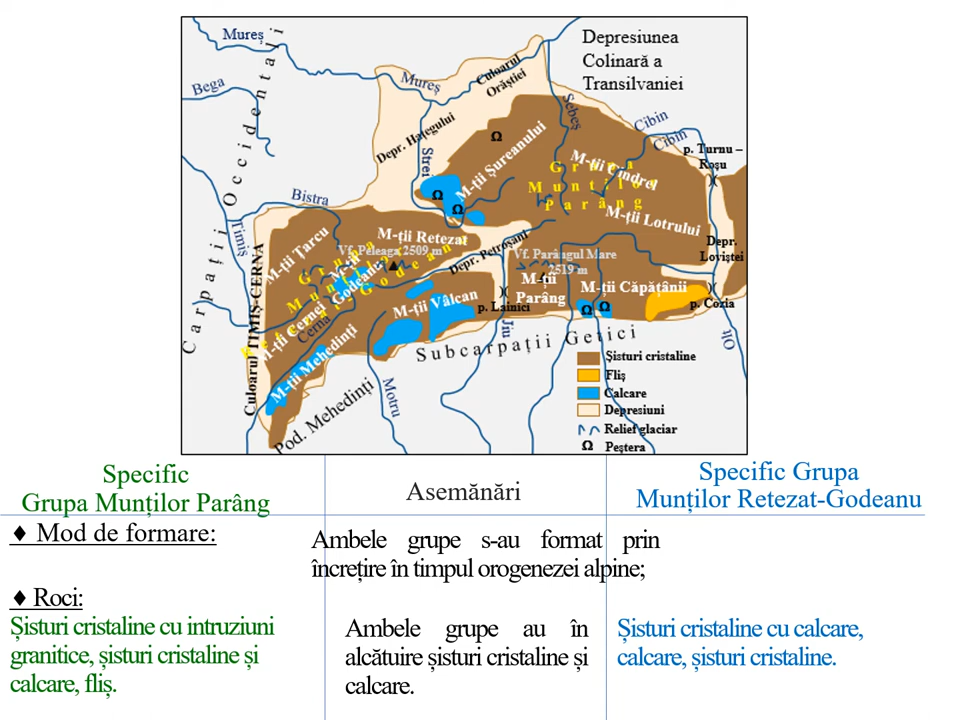 Mureș
Depresiunea
Colinară a
Transilvaniei
Carpații Occidentali
Bega
Mureș
Culoarul
Orăștiei
Sebeș
Cibin
Cibin
Depr. Hațegului
Strei
p. Turnu –
Roșu
M-ții Șureanului
M-ții Cindrel
Grupa
Munților
Parâng
M-ții Lotrului
Bistra
Timiș
M-ții Țarcu
M-ții Retezat
Vf. Peleaga 2509 m
Grupa
Munților
Retezat-Godeanu
M-ții
Godeanu
Depr. Petroșani
Vf. Parângul Mare
2519 m
Depr.
Loviștei
M-ții
Parâng
M-ții Căpățânii
p. Cozia
Culoarul TIMIȘ-CERNA
M-ții Cernei
Cerna
M-ții Vâlcan
p. Lainici
Jiu
Olt
M-ții Mehedinți
Subcarpații Getici
Motru
Pod. Mehedinți
Șisturi cristaline
Fliș
Calcare
Depresiuni
Relief glaciar
Ω Peștera
Specific
Grupa Munților Parâng
Asemănări
Specific Grupa
Munților Retezat-Godeanu
♦ Mod de formare:
Ambele grupe s-au format prin
încrețire în timpul orogenezei alpine;
♦ Roci:
Șisturi cristaline cu intruziuni
granitice, șisturi cristaline și
calcare, fliș.
Ambele grupe au în
alcătuire șisturi cristaline și
calcare.
Șisturi cristaline cu calcare,
calcare, șisturi cristaline.